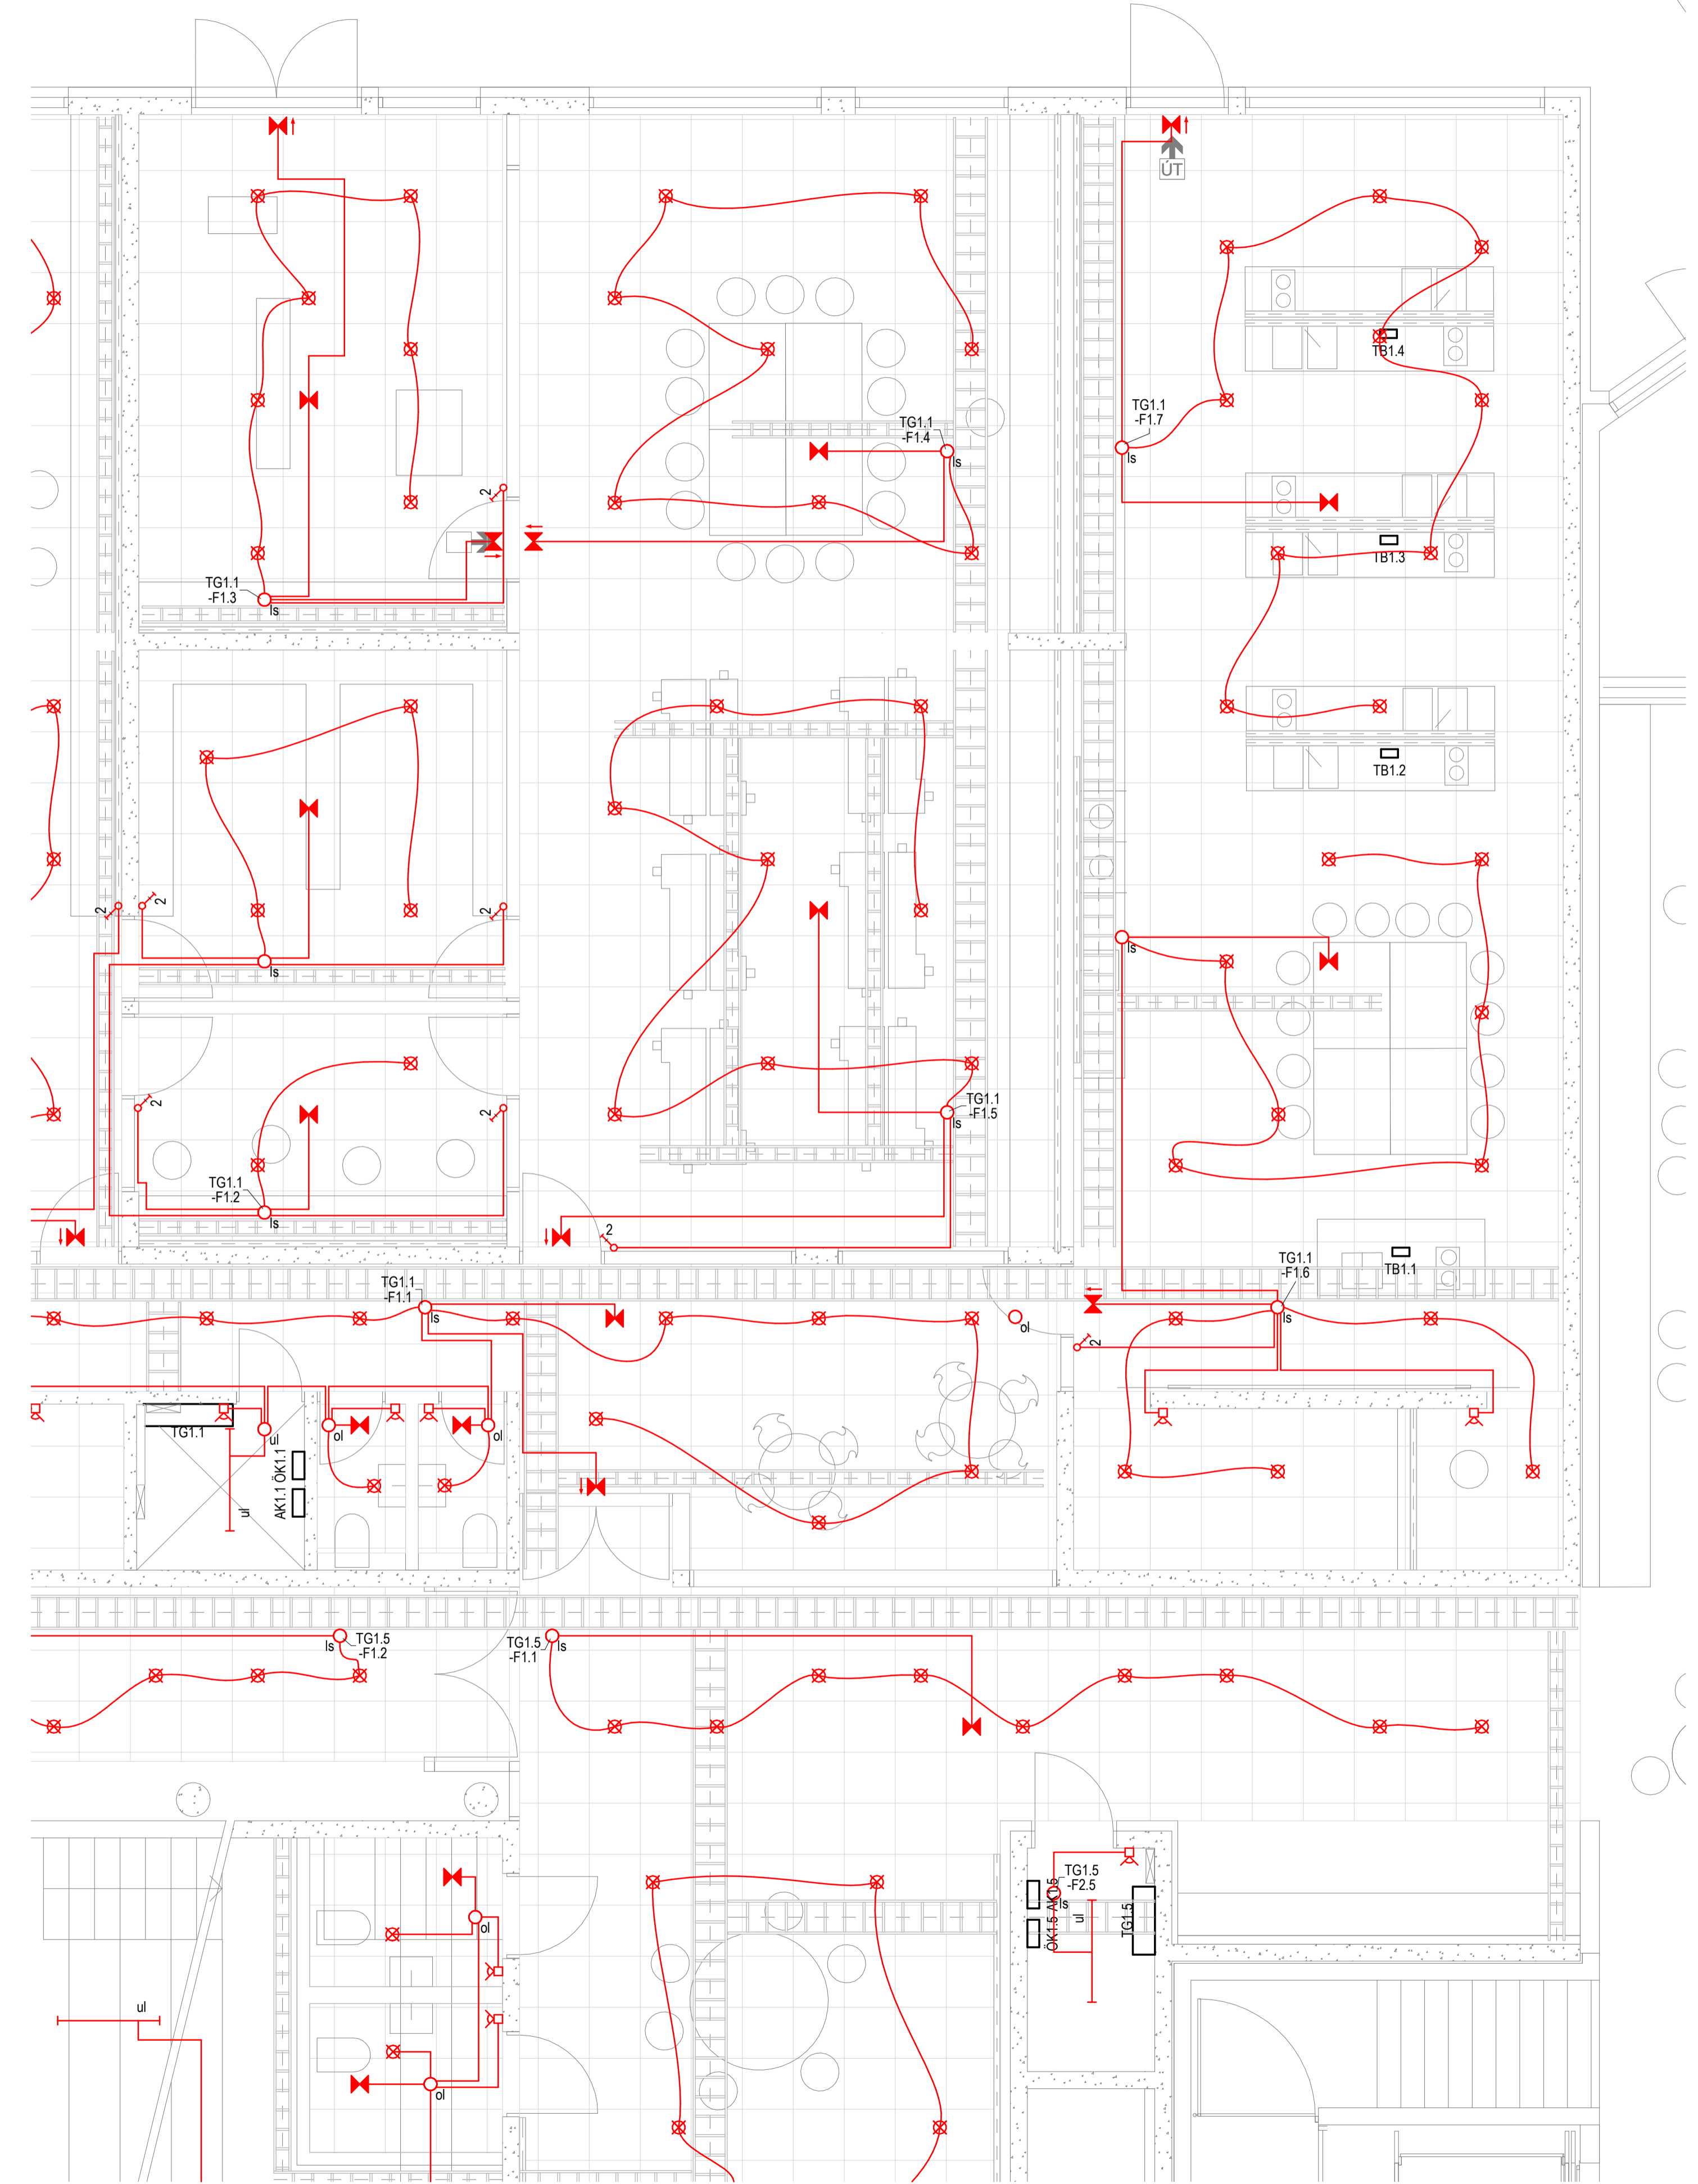 ÚT
TB1.4
TG1.1
-F1.7
ls
TG1.1
-F1.4
ls
2
TB1.3
TG1.1
-F1.3
ls
TB1.2
2
2
2
ls
ls
2
2
TG1.1
-F1.5
ls
TG1.1
-F1.2
ls
2
TG1.1
-F1.6
ls
TB1.1
TG1.1
-F1.1
ls
ol
2
TG1.1
ul
ol
ol
AK1.1 ÖK1.1
ul
TG1.5
-F1.2
ls
TG1.5
-F1.1
ls
TG1.5
-F2.5
ls
ÖK1.5 AK1.5
ul
TG1.5
ol
ul
ol